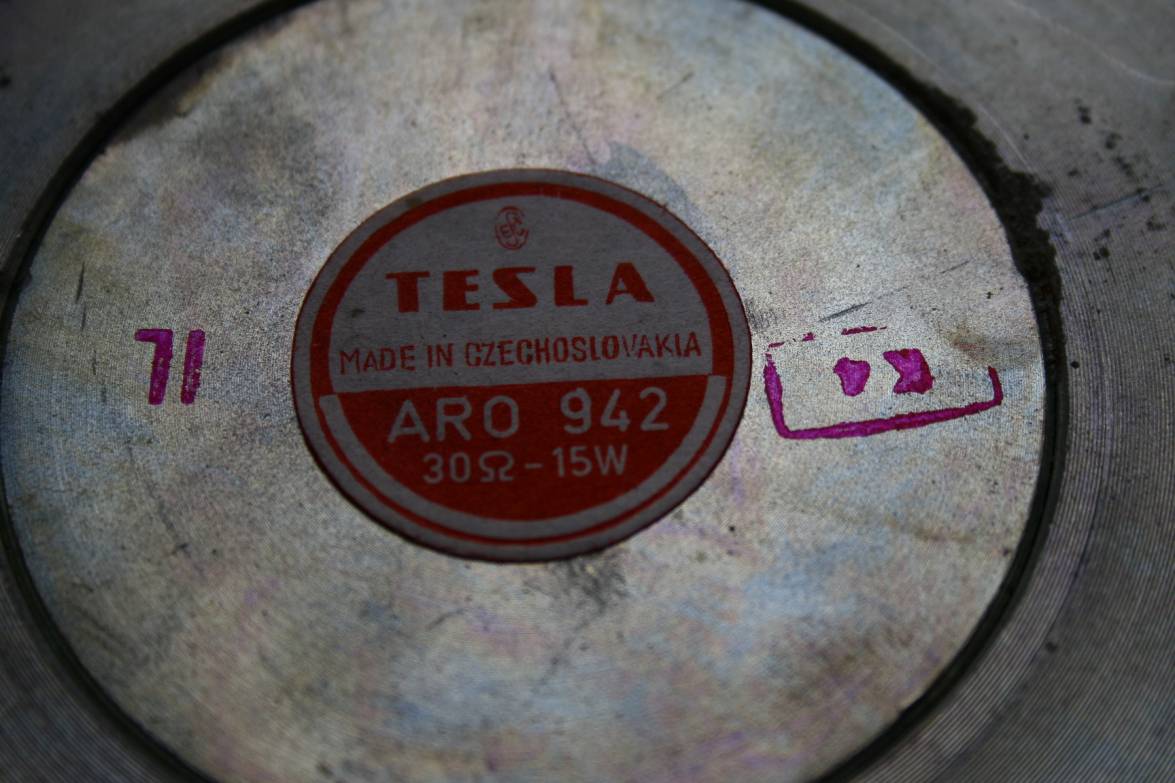 TESLA
MADE IN CZECHOSLOVAKIA
ARO 942
30Ω-15W
71